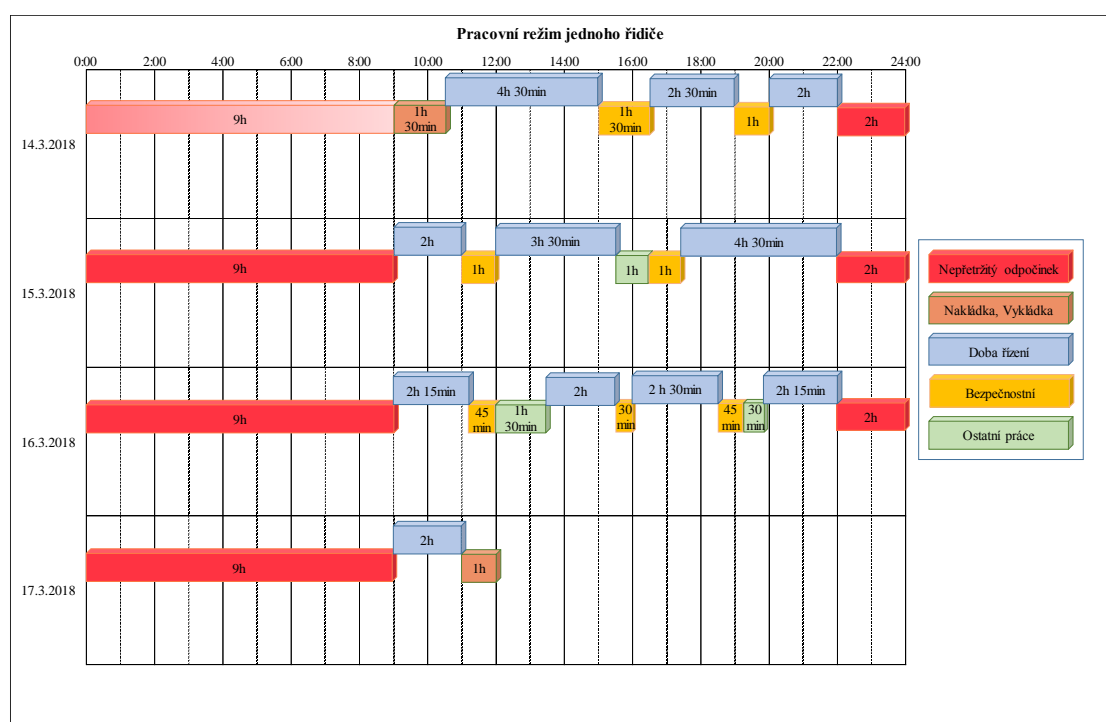 Pracovní režim jednoho řidiče
0:00 2:00 4:00 6:00 8:00 10:00 12:00 14:00 16:00 18:00 20:00 22:00 24:00
4h 30min 2h 30min 2h
9h 1h 30min 1h 30min 1h 2h
14.3.2018
2h 3h 30min 4h 30min
9h 1h 1h 1h 2h
15.3.2018
2h 15min 2h 2 h 30min 2h 15min
9h 45 min 1h 30min 30 min 45 min 30 min 2h
16.3.2018
2h
9h 1h
17.3.2018
Nepřetržitý odpočinek
Nakládka, Vykládka
Doba řízení
Bezpečnostní
Ostatní práce